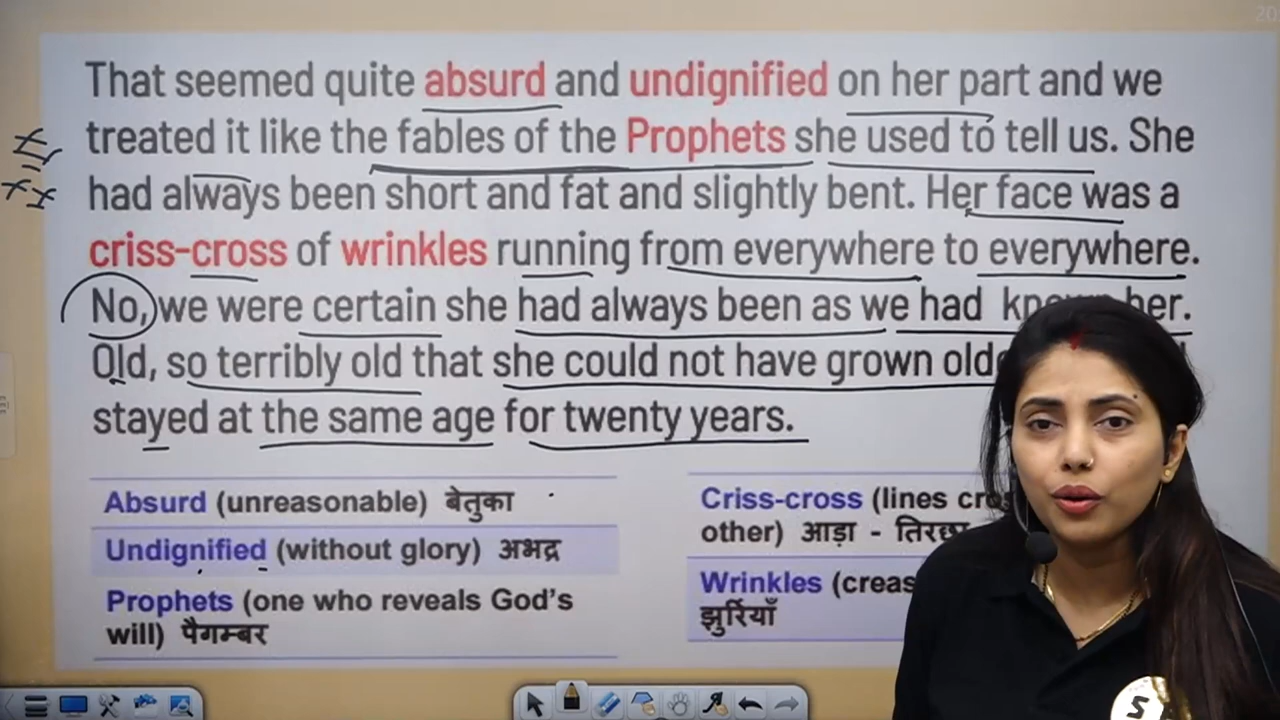 That seemed quite absurd and undignified on her part and we
treated it like the fables of the Prophets she used to tell us. She
had always been short and fat and slightly bent. Her face was a
criss-cross of wrinkles running from everywhere to everywhere.
No, we were certain she had always been as we had known her.
Old, so terribly old that she could not have grown
stayed at the same age for twenty years.
Absurd (unreasonable) बेतुका
Undignified (without glory) अभद्र
Prophets (one who reveals God's
will) पैगम्बर
Criss-cross (lines
other) आड़ा - तिरछा
Wrinkles
झुर्रियाँ
S